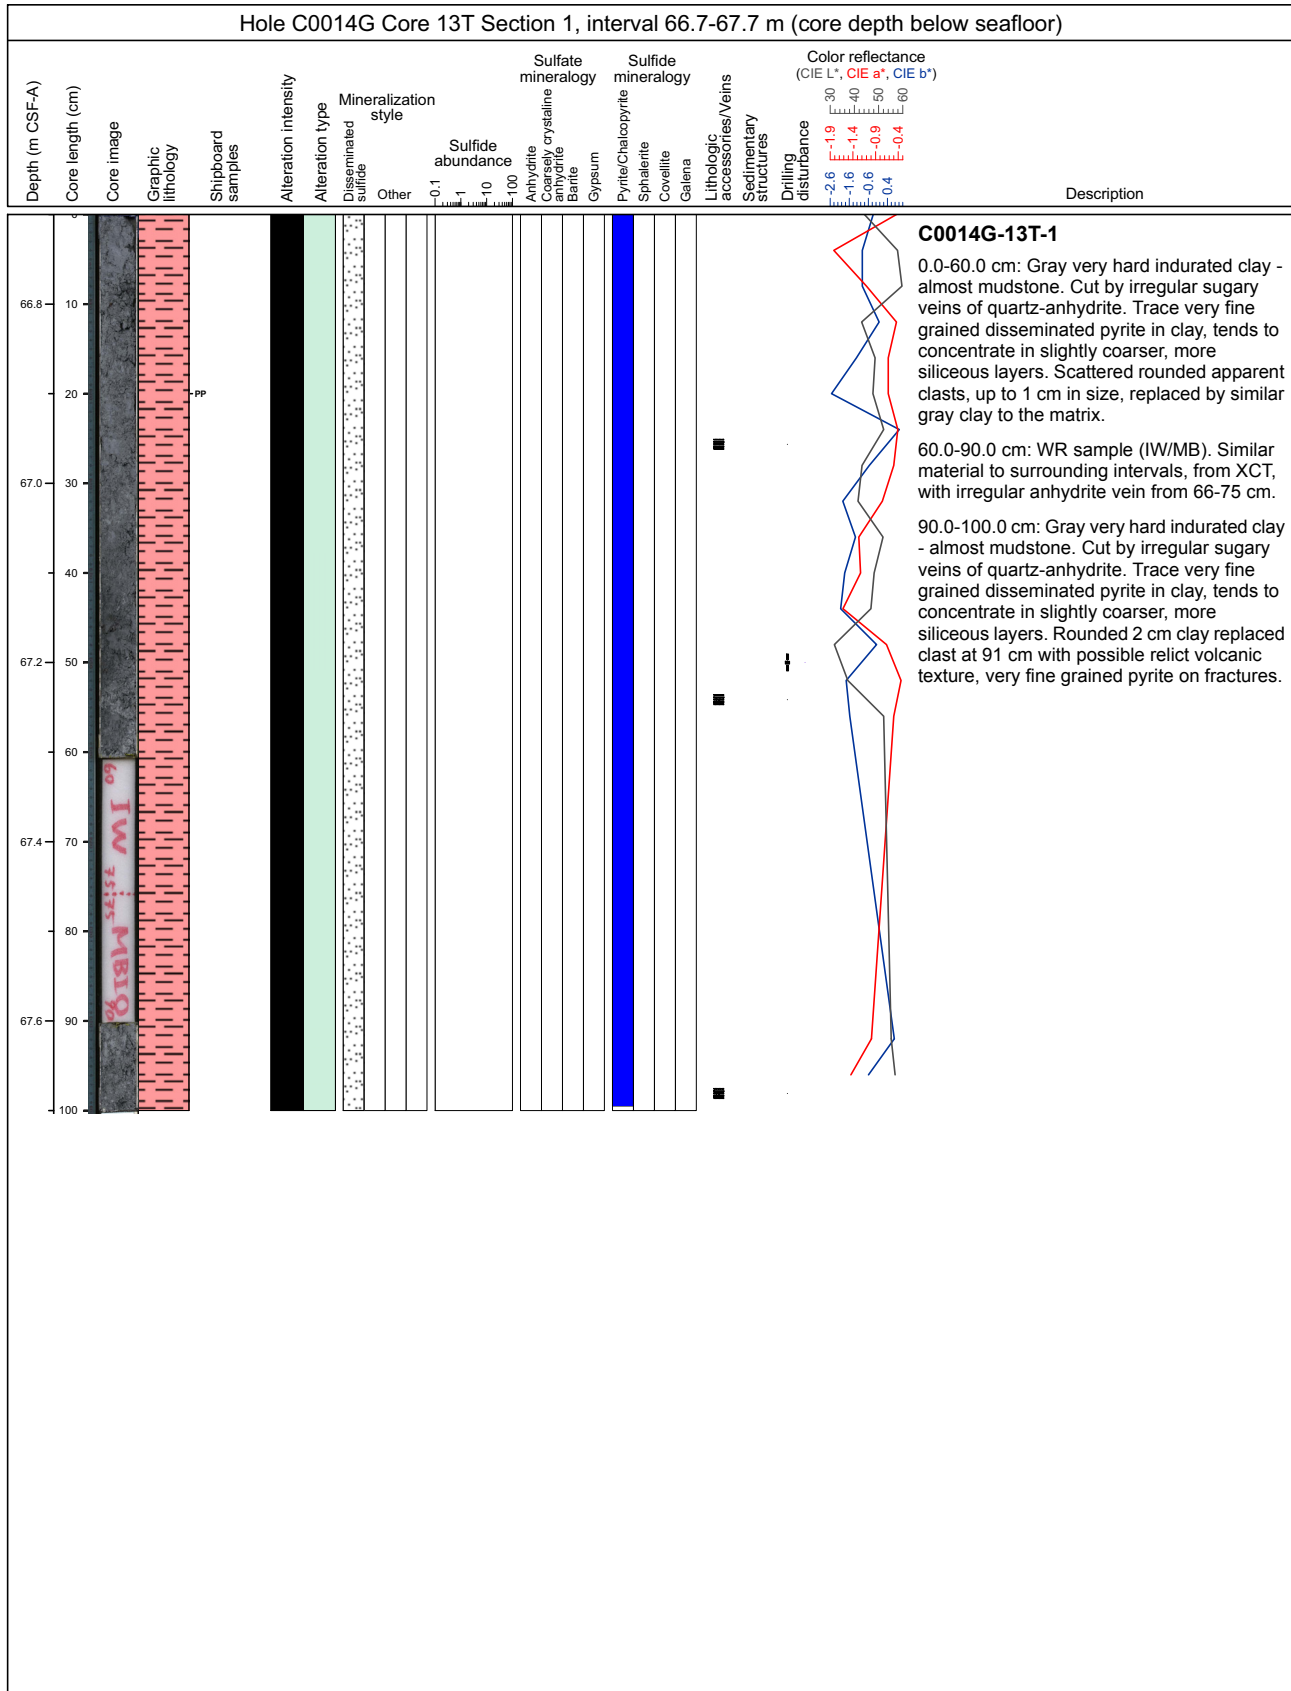 Hole C0014G Core 13T Section 1, interval 66.7-67.7 m (core depth below seafloor)
Depth (m CSF-A)
Core length (cm)
Core image
Graphic
lithology
Shipboard
samples
Alteration intensity
Alteration type
Mineralization
style
Disseminated
sulfide
Other
Sulfide
abundance
0.1
1
10
100
Sulfate
mineralogy
Anhydrite
Coarsely crystaline
anhydrite
Barite
Gypsum
Sulfide
mineralogy
Pyrite/Chalcopyrite
Sphalerite
Covellite
Galena
Lithologic
accessories/Veins
Sedimentary
structures
Drilling
disturbance
Color reflectance
(CIE L*, CIE a*, CIE b*)
30
40
50
60
-1.9
-1.4
-0.9
-0.4
-2.6
-1.6
-0.6
0.4
Description
0
66.8
10
20
PP
67.0
30
40
67.2
50
60
67.4
70
80
67.6
90
100
60
IW
75
75
MBIO
90
C0014G-13T-1
0.0-60.0 cm: Gray very hard indurated clay -
almost mudstone. Cut by irregular sugary
veins of quartz-anhydrite. Trace very fine
grained disseminated pyrite in clay, tends to
concentrate in slightly coarser, more
siliceous layers. Scattered rounded apparent
clasts, up to 1 cm in size, replaced by similar
gray clay to the matrix.
60.0-90.0 cm: WR sample (IW/MB). Similar
material to surrounding intervals, from XCT,
with irregular anhydrite vein from 66-75 cm.
90.0-100.0 cm: Gray very hard indurated clay
- almost mudstone. Cut by irregular sugary
veins of quartz-anhydrite. Trace very fine
grained disseminated pyrite in clay, tends to
concentrate in slightly coarser, more
siliceous layers. Rounded 2 cm clay replaced
clast at 91 cm with possible relict volcanic
texture, very fine grained pyrite on fractures.